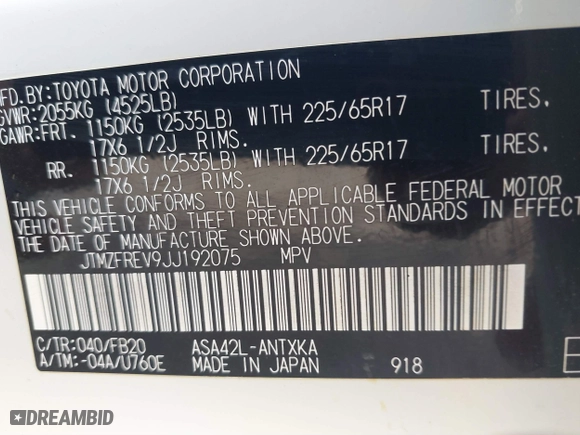 MFD.BY:TOYOTA MOTOR CORPORATION
GVWR:2055KG (4525LB)
GAWR:FRT. 1150KG (2535LB) WITH 225/65R17 TIRES,
17X6 1/2J RIMS.
RR. 1150KG (2535LB) WITH 225/65R17 TIRES,
17X6 1/2J RIMS.
THIS VEHICLE CONFORMS TO ALL APPLICABLE FEDERAL MOTOR
VEHICLE SAFETY AND THEFT PREVENTION STANDARDS IN EFFECT
THE DATE OF MANUFACTURE SHOWN ABOVE.
JTMZFREV9JJ192075 MPV
C/TR:040/FB20 ASA42L-ANTXKA
A/TM:-04A/U760E MADE IN JAPAN 918
DREAMBID